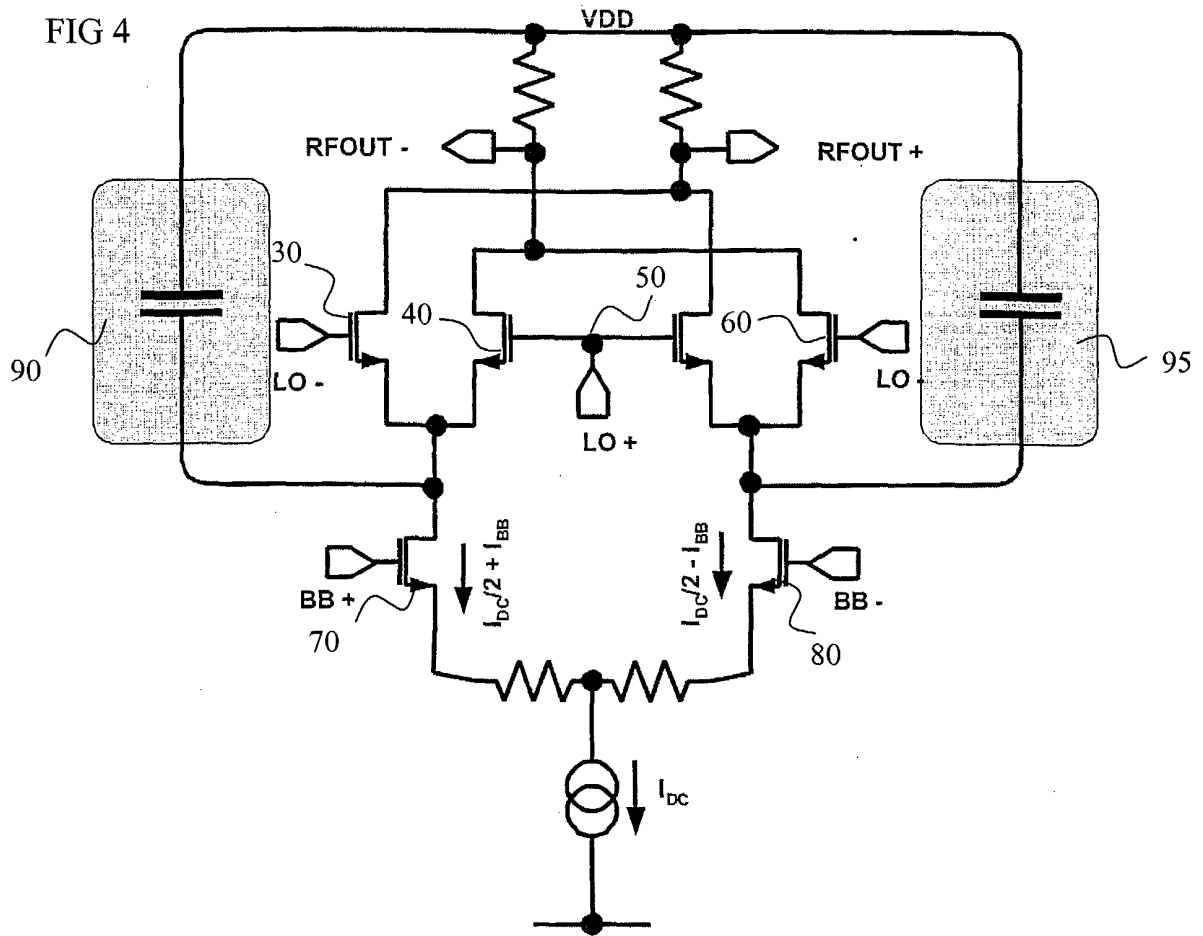 FIG 4
VDD
RFOUT -
RFOUT +
30
40
50
60
90
95
LO -
LO +
LO -
BB +
I_DC/2 + I_BB
I_DC/2 - I_BB
BB -
70
80
I_DC